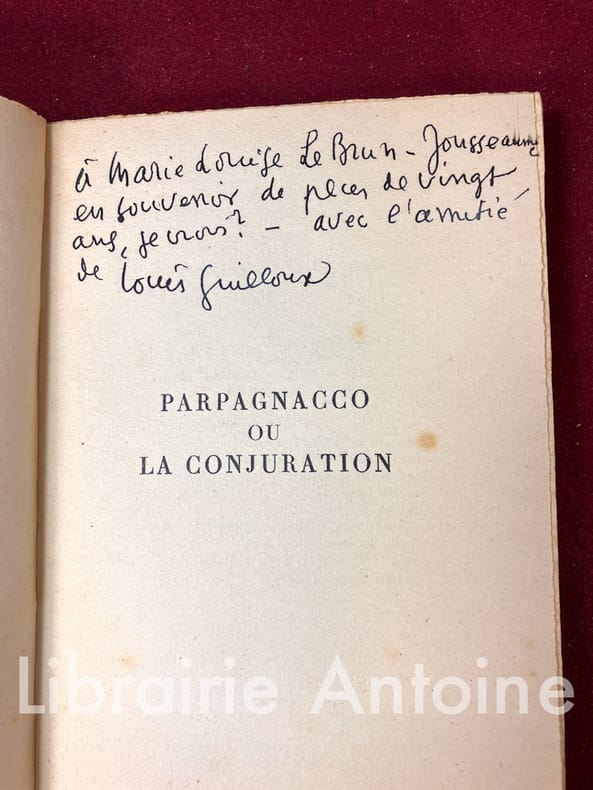 à Marie Louise Le Brun - Jousseaume
en souvenir de plus de vingt
ans, je crois? - avec l'amitié
de Louis Guilloux
PARPAGNACCO
OU
LA CONJURATION
Librairie Antoine